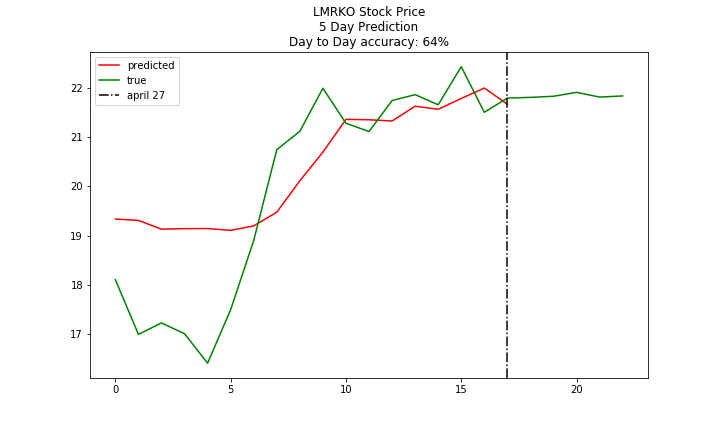 LMRKO Stock Price
5 Day Prediction
Day to Day accuracy: 64%
predicted
true
april 27
22
21
20
19
18
17
0 5 10 15 20